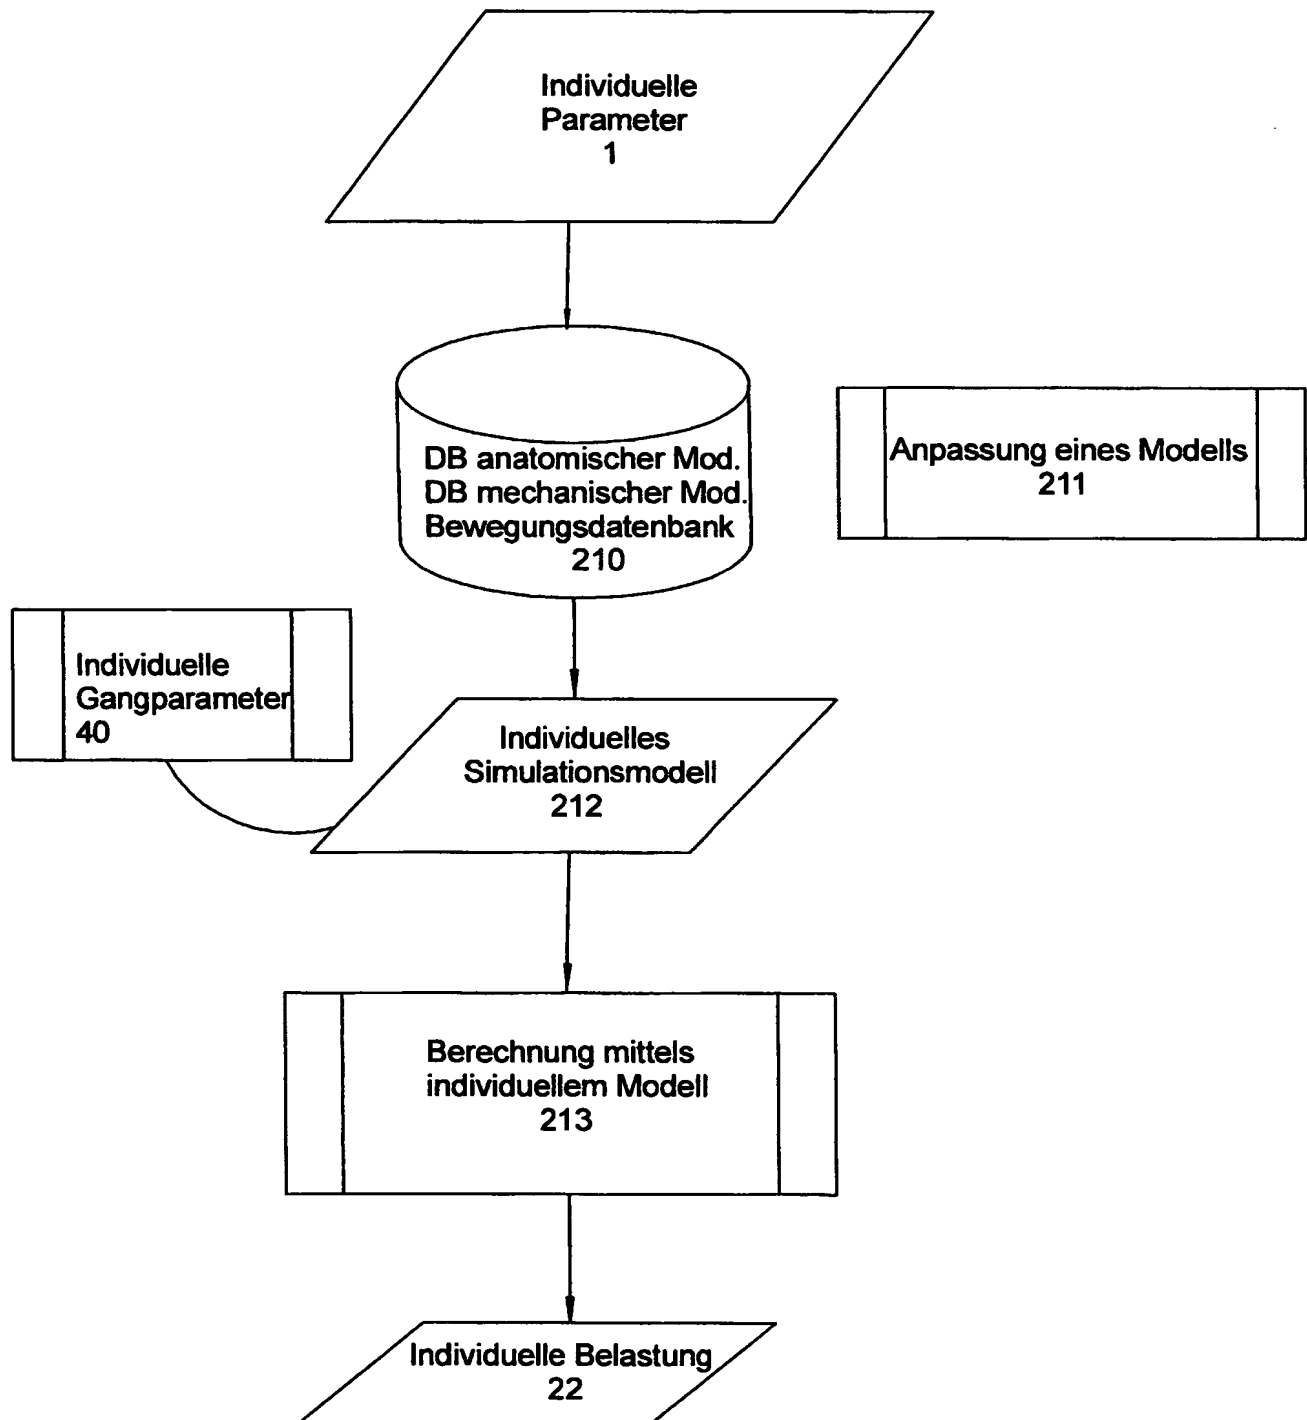 Individuelle
Parameter
1
DB anatomischer Mod.
DB mechanischer Mod.
Bewegungsdatenbank
210
Anpassung eines Modells
211
Individuelle
Gangparameter
40
Individuelles
Simulationsmodell
212
Berechnung mittels
individuellem Modell
213
Individuelle Belastung
22